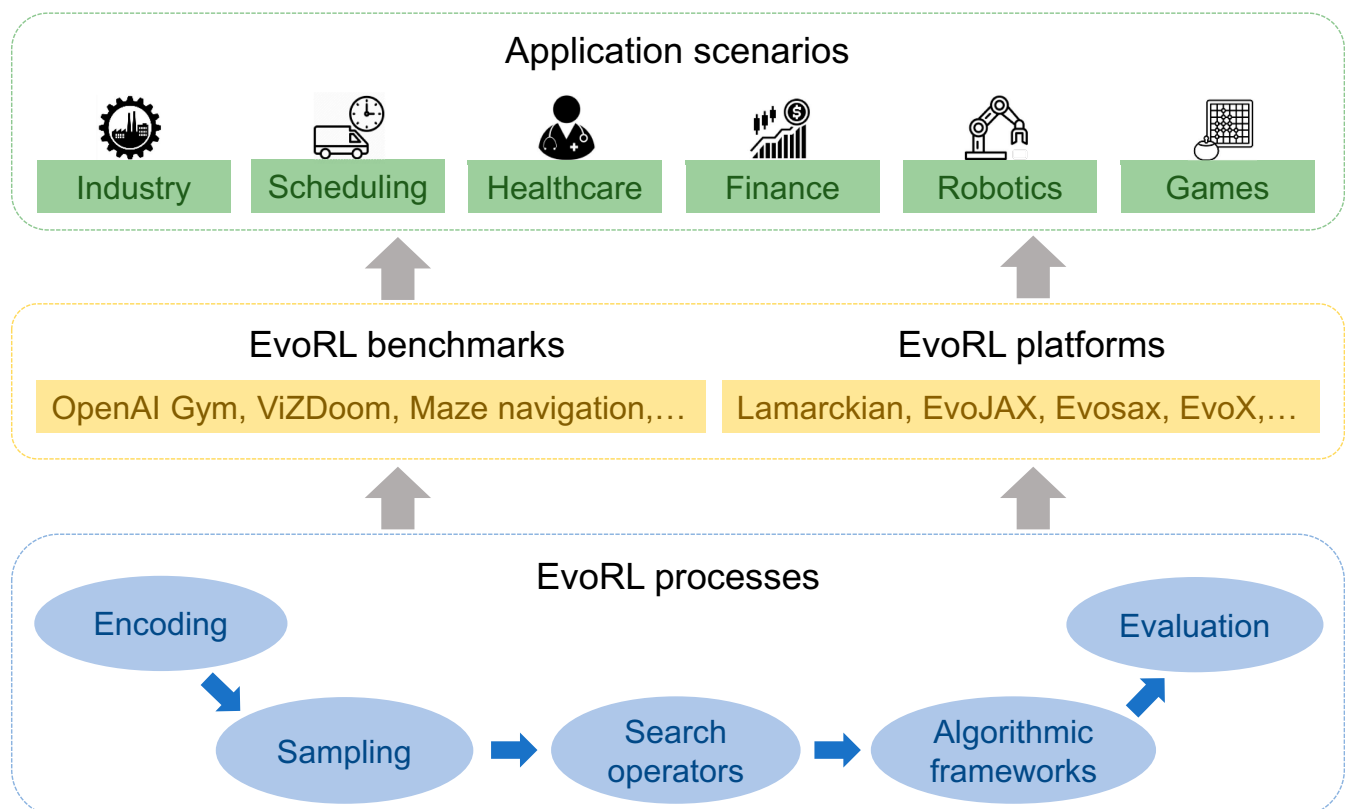 Application scenarios
Industry
Scheduling
Healthcare
Finance
Robotics
Games
EvoRL benchmarks
EvoRL platforms
OpenAI Gym, ViZDoom, Maze navigation,…
Lamarckian, EvoJAX, Evosax, EvoX,…
EvoRL processes
Encoding
Evaluation
Sampling
Search
operators
Algorithmic
frameworks